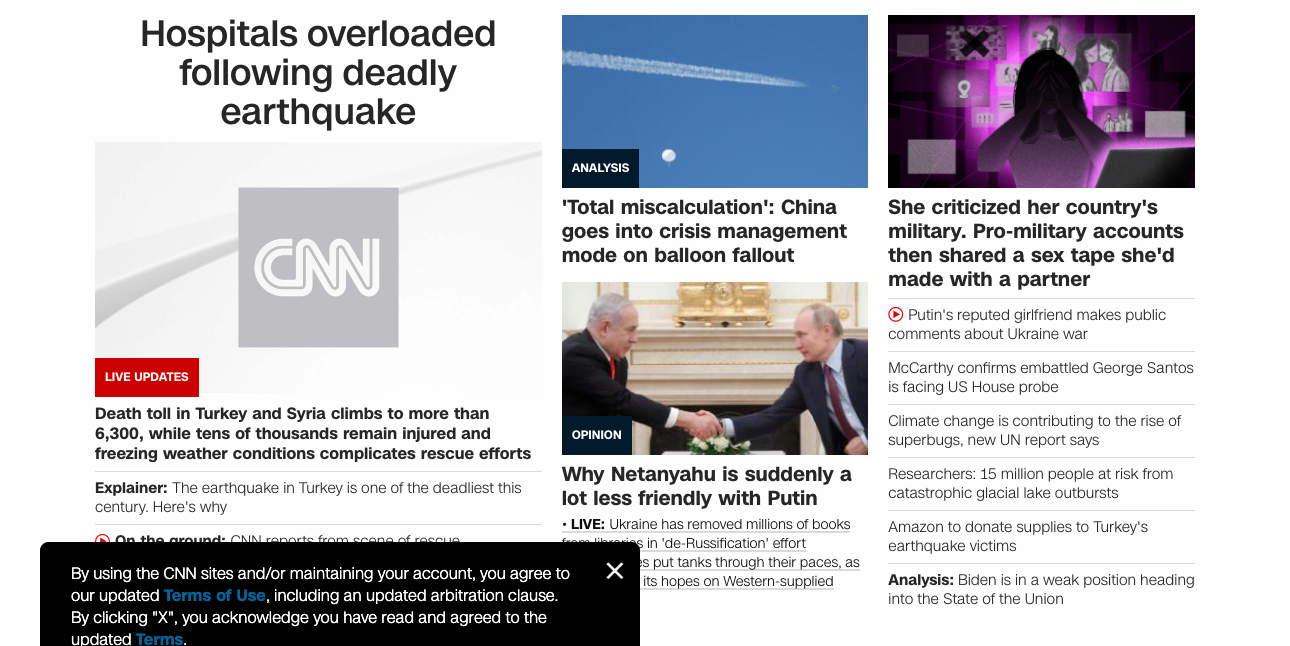 Hospitals overloaded
following deadly
earthquake
CNN
LIVE UPDATES
Death toll in Turkey and Syria climbs to more than
6,300, while tens of thousands remain injured and
freezing weather conditions complicates rescue efforts
Explainer: The earthquake in Turkey is one of the deadliest this
century. Here's why
On the ground: CNN reports from scene of rescue
ANALYSIS
'Total miscalculation': China
goes into crisis management
mode on balloon fallout
OPINION
Why Netanyahu is suddenly a
lot less friendly with Putin
• LIVE: Ukraine has removed millions of books
from libraries in 'de-Russification' effort
put tanks through their paces, as
its hopes on Western-supplied
She criticized her country's
military. Pro-military accounts
then shared a sex tape she'd
made with a partner
Putin's reputed girlfriend makes public
comments about Ukraine war
McCarthy confirms embattled George Santos
is facing US House probe
Climate change is contributing to the rise of
superbugs, new UN report says
Researchers: 15 million people at risk from
catastrophic glacial lake outbursts
Amazon to donate supplies to Turkey's
earthquake victims
Analysis: Biden is in a weak position heading
into the State of the Union
By using the CNN sites and/or maintaining your account, you agree to
our updated Terms of Use, including an updated arbitration clause.
By clicking "X", you acknowledge you have read and agreed to the
updated Terms.